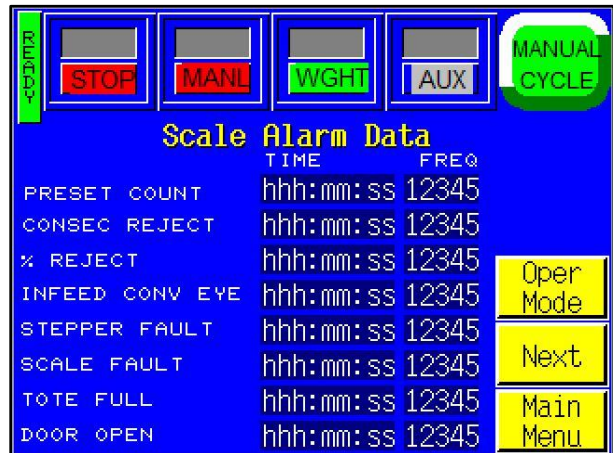 READY
STOP
MANL
WGHT
AUX
MANUAL
CYCLE
Scale Alarm Data
TIME FREQ
PRESET COUNT hhh:mm:ss 12345
CONSEC REJECT hhh:mm:ss 12345
% REJECT hhh:mm:ss 12345
INFEED CONV EYE hhh:mm:ss 12345
STEPPER FAULT hhh:mm:ss 12345
SCALE FAULT hhh:mm:ss 12345
TOTE FULL hhh:mm:ss 12345
DOOR OPEN hhh:mm:ss 12345
Oper
Mode
Next
Main
Menu